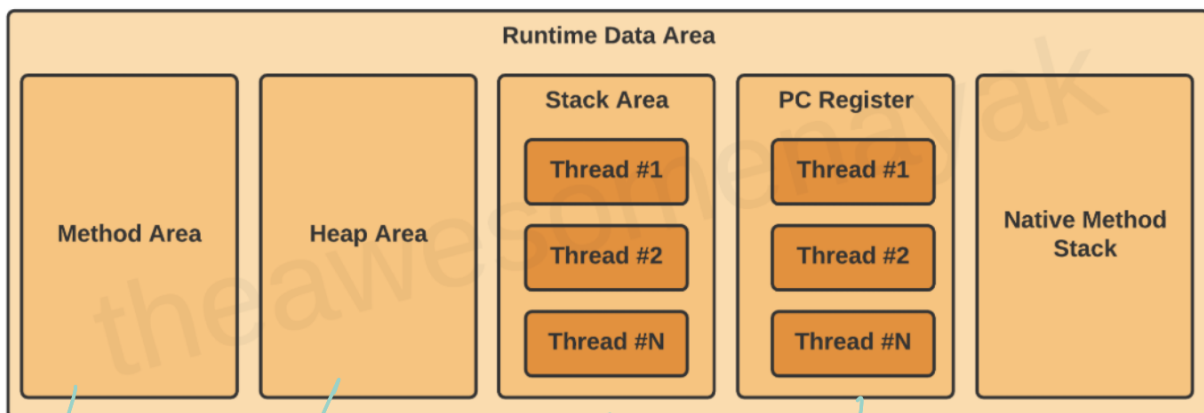 Runtime Data Area
Method Area
Heap Area
Stack Area
Thread #1
Thread #2
Thread #N
PC Register
Thread #1
Thread #2
Thread #N
Native Method
Stack
theawesomenayak